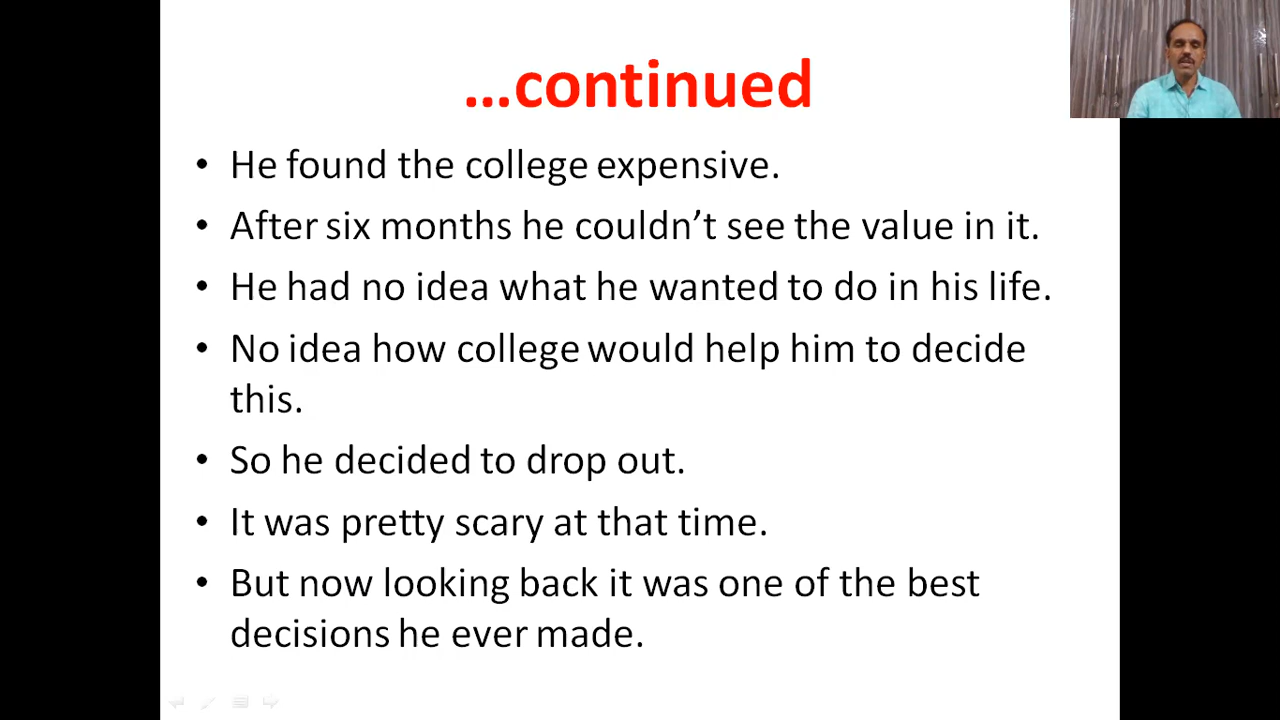 ...continued
• He found the college expensive.
• After six months he couldn’t see the value in it.
• He had no idea what he wanted to do in his life.
• No idea how college would help him to decide
this.
• So he decided to drop out.
• It was pretty scary at that time.
• But now looking back it was one of the best
decisions he ever made.